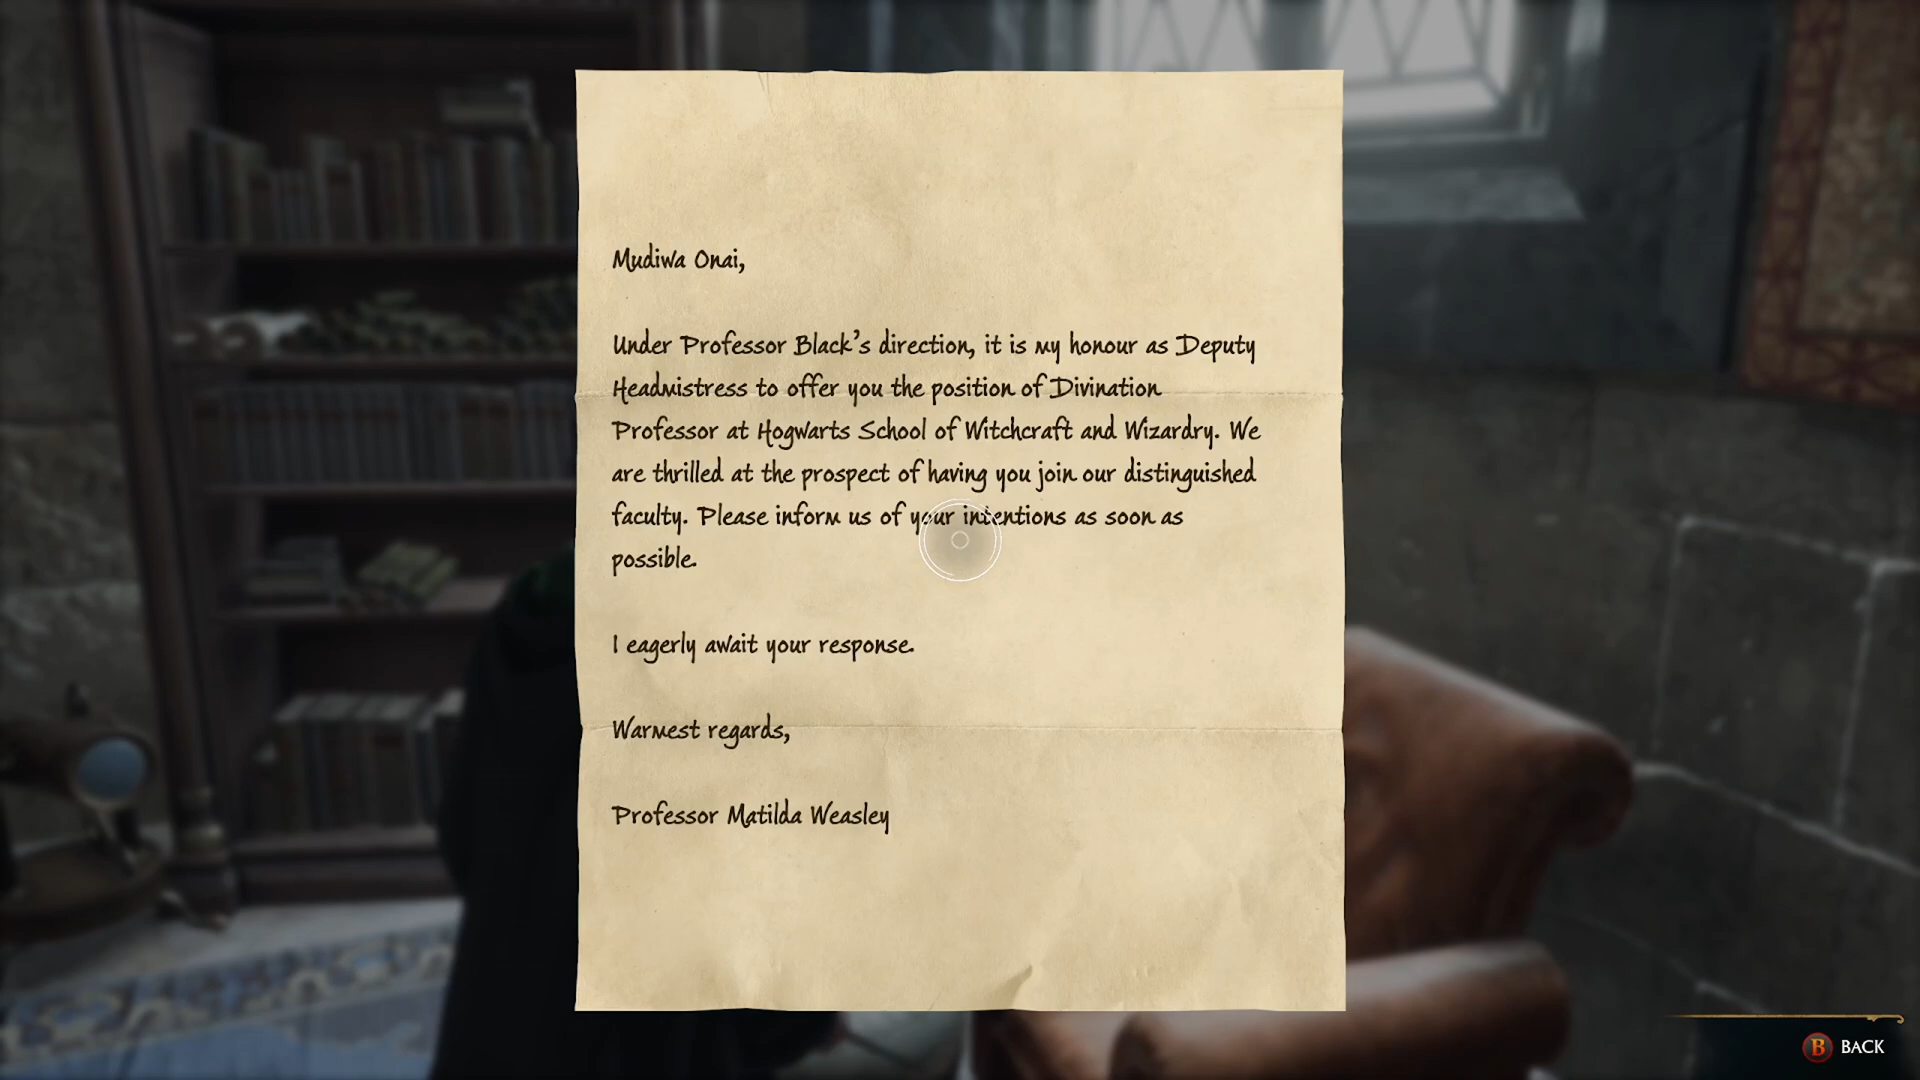 Mudiwa Onai,
Under Professor Black's direction, it is my honour as Deputy
Headmistress to offer you the position of Divination
Professor at Hogwarts School of Witchcraft and Wizardry. We
are thrilled at the prospect of having you join our distinguished
faculty. Please inform us of your intentions as soon as
possible.
I eagerly await your response.
Warmest regards,
Professor Matilda Weasley
B BACK